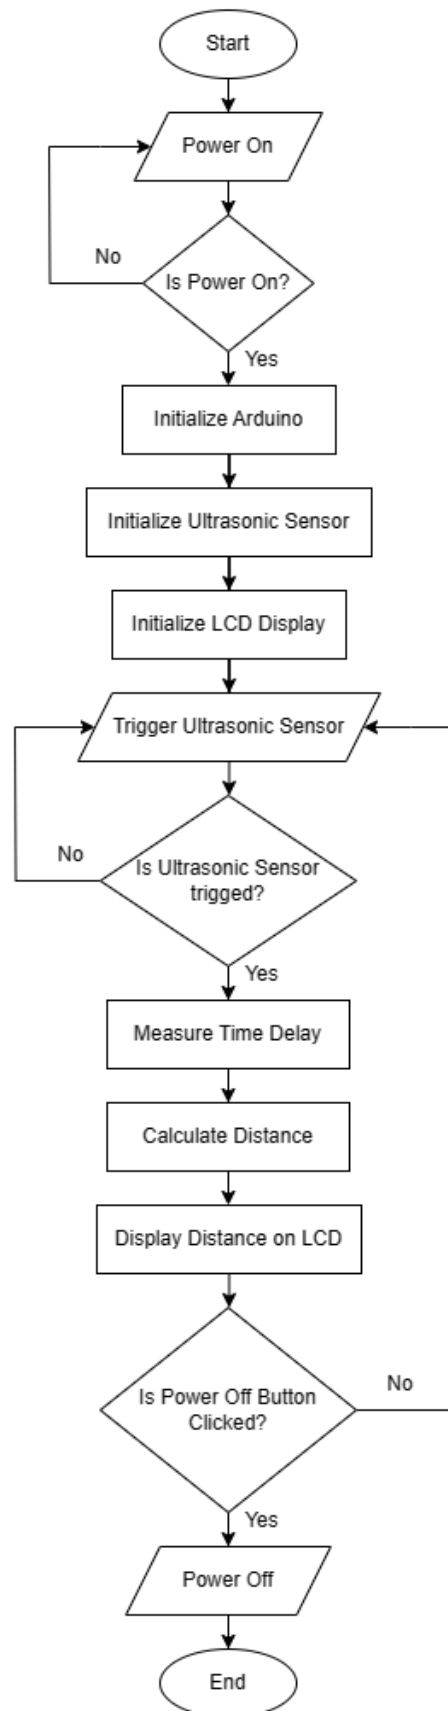 Start
Power On
No
Is Power On?
Yes
Initialize Arduino
Initialize Ultrasonic Sensor
Initialize LCD Display
Trigger Ultrasonic Sensor
No
Is Ultrasonic Sensor
trigged?
Yes
Measure Time Delay
Calculate Distance
Display Distance on LCD
No
Is Power Off Button
Clicked?
Yes
Power Off
End